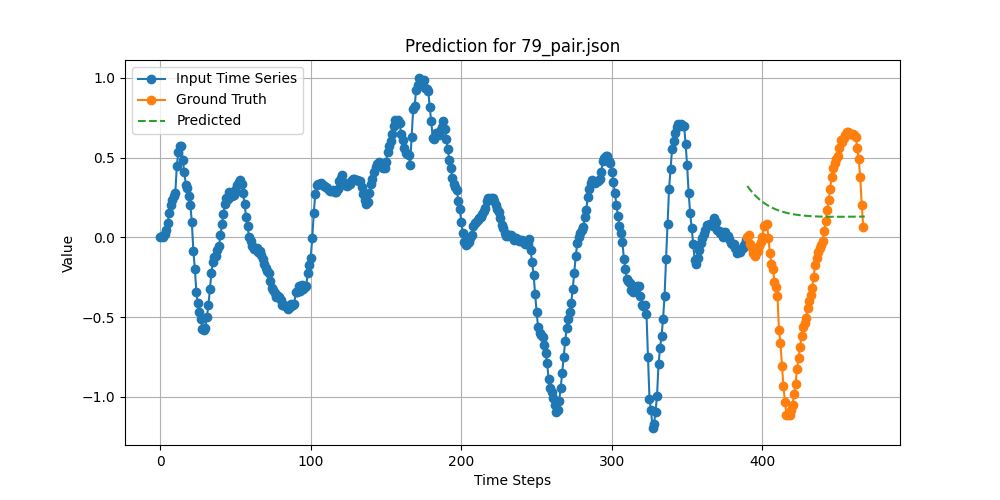 Prediction for 79_pair.json
Input Time Series
Ground Truth
Predicted
1.0
0.5
0.0
−0.5
−1.0
Value
0 100 200 300 400
Time Steps